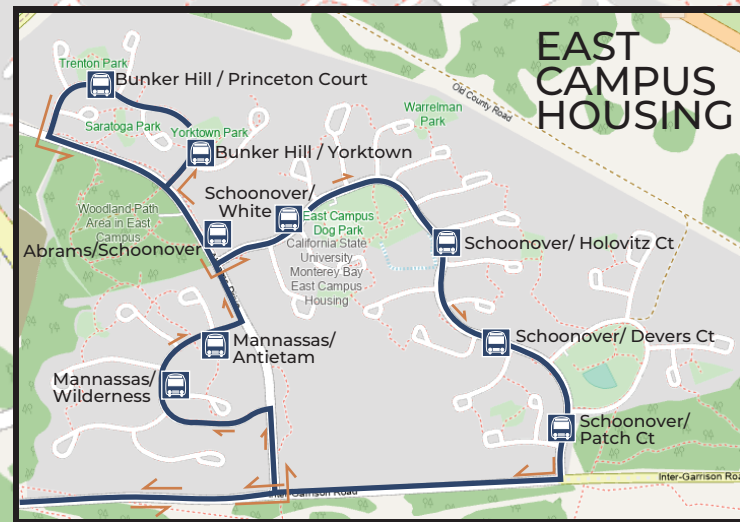 EAST
CAMPUS
HOUSING
Trenton Park
Bunker Hill / Princeton Court
Old County Road
Warrelman
Park
Saratoga Park
Yorktown Park
Bunker Hill / Yorktown
Schoonover/
White
Woodland Path
Area in East
Campus
East Campus
Dog Park
Abrams/Schoonover
California State
University
Monterey Bay
East Campus
Housing
Schoonover/ Holovitz Ct
Mannassas/
Antietam
Schoonover/ Devers Ct
Mannassas/
Wilderness
Schoonover/
Patch Ct
Inter-Garrison Roa
Inter-Garrison Road